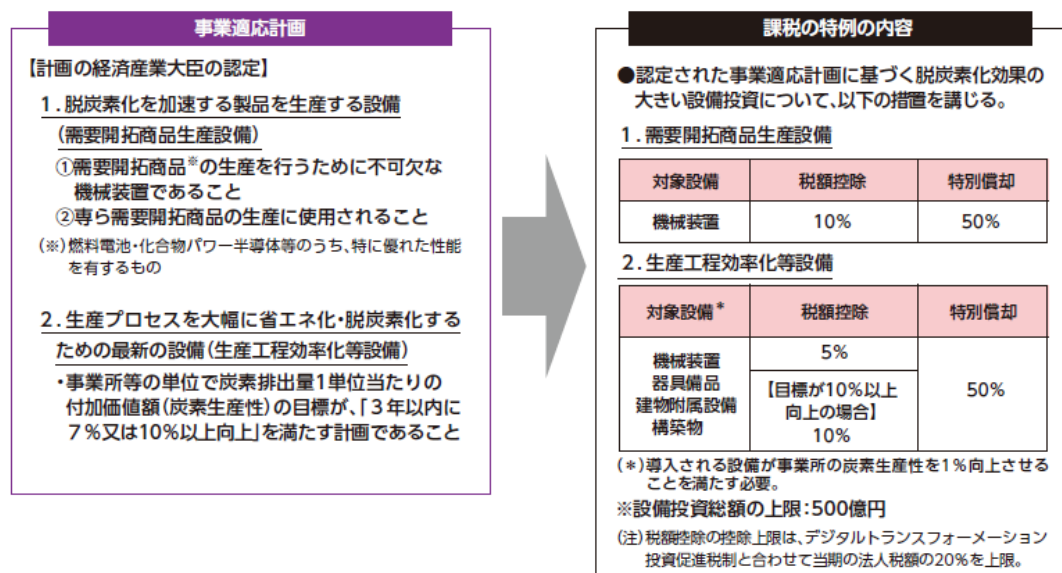 事業適応計画
【計画の経済産業大臣の認定】
1.脱炭素化を加速する製品を生産する設備
(需要開拓商品生産設備)
①需要開拓商品※の生産を行うために不可欠な
機械装置であること
②専ら需要開拓商品の生産に使用されること
(※)燃料電池・化合物パワー半導体等のうち、特に優れた性能
を有するもの
2.生産プロセスを大幅に省エネ化・脱炭素化する
ための最新の設備(生産工程効率化等設備)
・事業所等の単位で炭素排出量1単位当たりの
付加価値額(炭素生産性)の目標が、「3年以内に
7%又は10%以上向上」を満たす計画であること
課税の特例の内容
●認定された事業適応計画に基づく脱炭素化効果の
大きい設備投資について、以下の措置を講じる。
1.需要開拓商品生産設備
対象設備 税額控除 特別償却
機械装置 10% 50%
2.生産工程効率化等設備
対象設備* 税額控除 特別償却
機械装置
器具備品
建物附属設備
構築物
5%
【目標が10%以上
向上の場合】
10%
50%
(*)導入される設備が事業所の炭素生産性を1%向上させる
ことを満たす必要。
※設備投資総額の上限:500億円
(注)税額控除の控除上限は、デジタルトランスフォーメーション
投資促進税制と合わせて当期の法人税額の20%を上限。